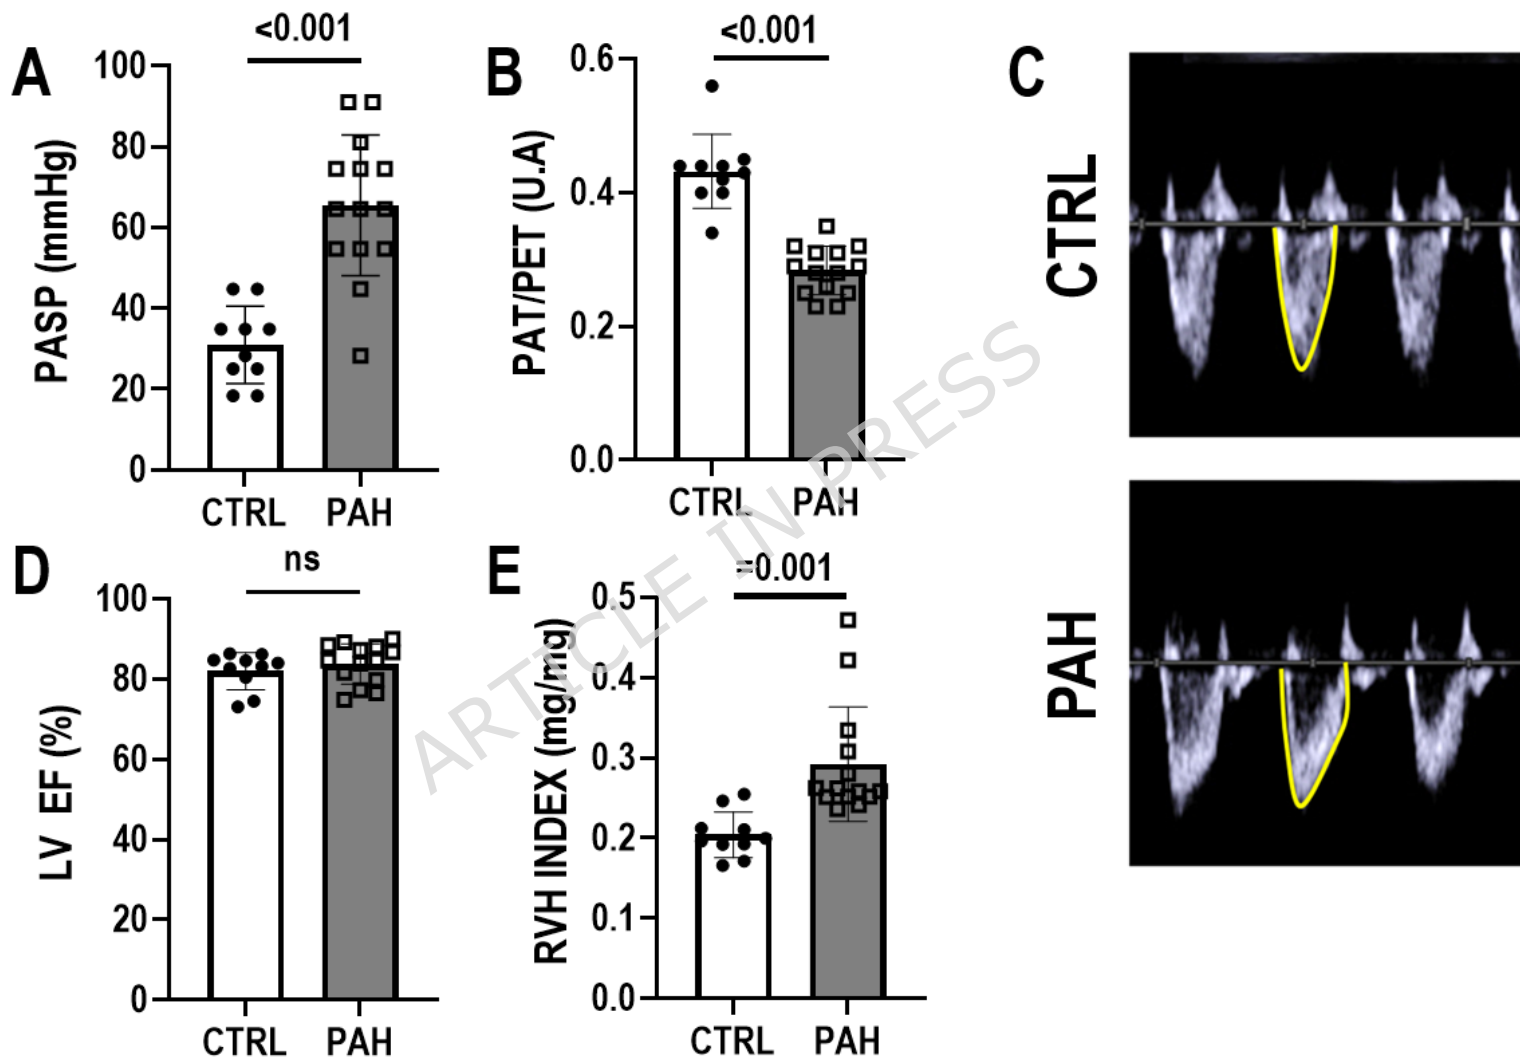 A
<0.001
PASP (mmHg)
100
80
60
40
20
0
CTRL PAH
B
<0.001
PAT/PET (U.A)
0.6
0.4
0.2
0.0
CTRL PAH
C
CTRL
PAH
D
ns
LV EF (%)
100
80
60
40
20
0
CTRL PAH
E
=0.001
RVH INDEX (mg/mg)
0.5
0.4
0.3
0.2
0.1
0.0
CTRL PAH
ARTICLE IN PRESS